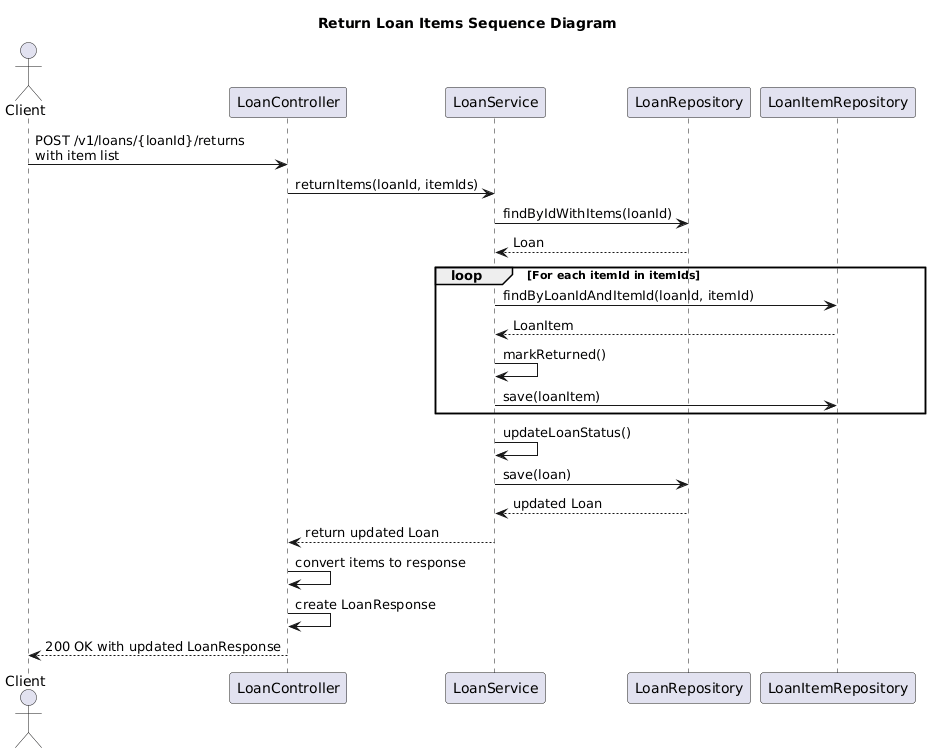 Return Loan Items Sequence Diagram
Client
LoanController
LoanService
LoanRepository
LoanItemRepository
POST /v1/loans/{loanId}/returns
with item list
returnItems(loanId, itemIds)
findByIdWithItems(loanId)
Loan
loop
[For each itemId in itemIds]
findByLoanIdAndItemId(loanId, itemId)
LoanItem
markReturned()
save(loanItem)
updateLoanStatus()
save(loan)
updated Loan
return updated Loan
convert items to response
create LoanResponse
200 OK with updated LoanResponse
Client
LoanController
LoanService
LoanRepository
LoanItemRepository